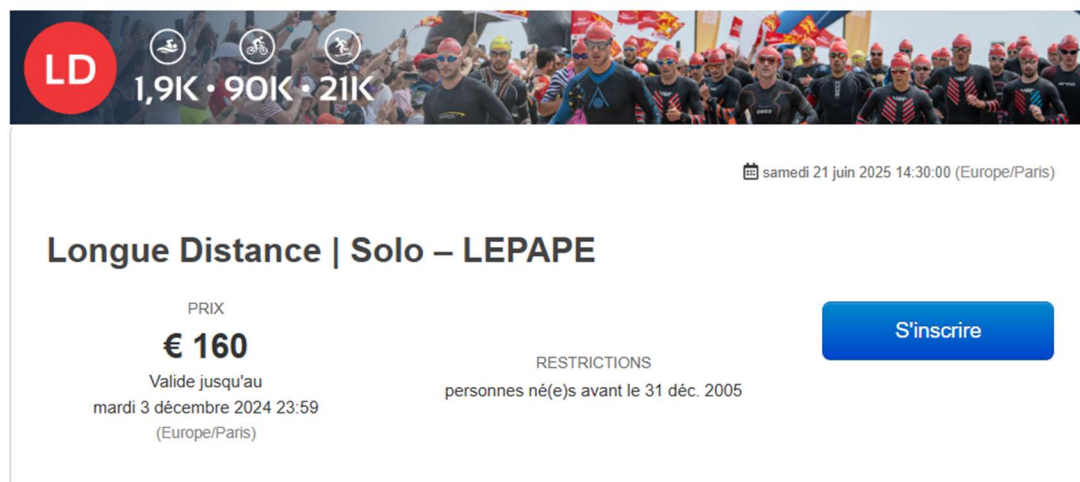 LD
1,9K • 90K • 21K
samedi 21 juin 2025 14:30:00 (Europe/Paris)
Longue Distance | Solo – LEPAPE
PRIX
€ 160
Valide jusqu'au
mardi 3 décembre 2024 23:59
(Europe/Paris)
RESTRICTIONS
personnes né(e)s avant le 31 déc. 2005
S'inscrire